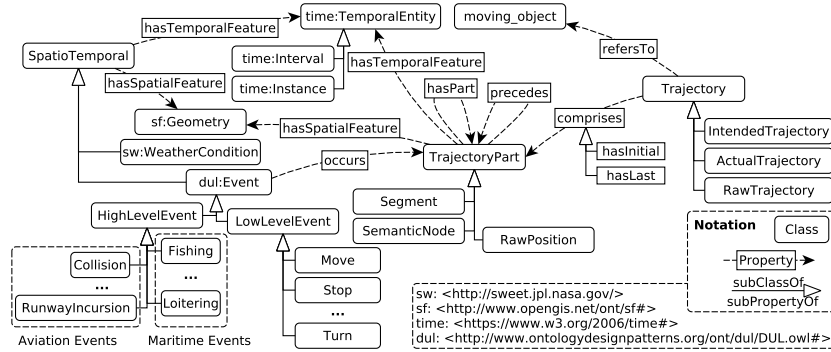 hasTemporalFeature
time:TemporalEntity
moving_object
SpatioTemporal
time:Interval
hasTemporalFeature
refersTo
time:Instance
hasSpatialFeature
hasPart
precedes
Trajectory
sf:Geometry
hasSpatialFeature
comprises
IntendedTrajectory
sw:WeatherCondition
occurs
TrajectoryPart
hasInitial
ActualTrajectory
hasLast
dul:Event
RawTrajectory
Segment
HighLevelEvent
LowLevelEvent
SemanticNode
RawPosition
Notation
Class
Fishing
Collision
...
Move
Property
...
Stop
subClassOf
RunwayIncursion
Loitering
...
subPropertyOf
Turn
Aviation Events
Maritime Events
sw: <http://sweet.jpl.nasa.gov/>
sf: <http://www.opengis.net/ont/sf#>
time: <https://www.w3.org/2006/time#>
dul: <http://www.ontologydesignpatterns.org/ont/dul/DUL.owl#>